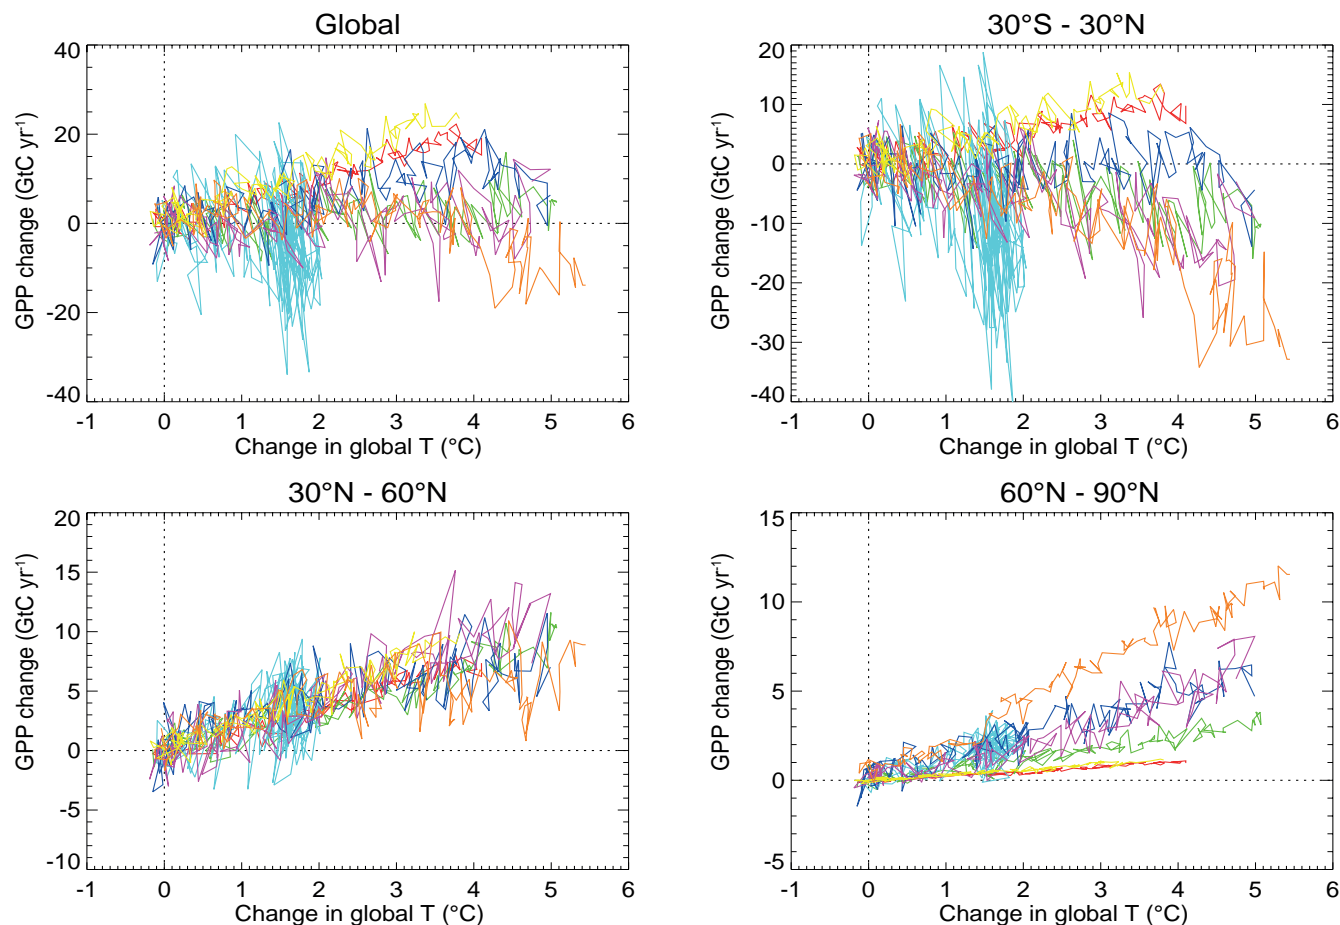 Global
GPP change (GtC yr⁻¹)
40
20
0
-20
-40
-1 0 1 2 3 4 5 6
Change in global T (°C)
30°S - 30°N
GPP change (GtC yr⁻¹)
20
10
0
-10
-20
-30
-40
-1 0 1 2 3 4 5 6
Change in global T (°C)
30°N - 60°N
GPP change (GtC yr⁻¹)
20
15
10
5
0
-5
-10
-1 0 1 2 3 4 5 6
Change in global T (°C)
60°N - 90°N
GPP change (GtC yr⁻¹)
15
10
5
0
-5
-1 0 1 2 3 4 5 6
Change in global T (°C)